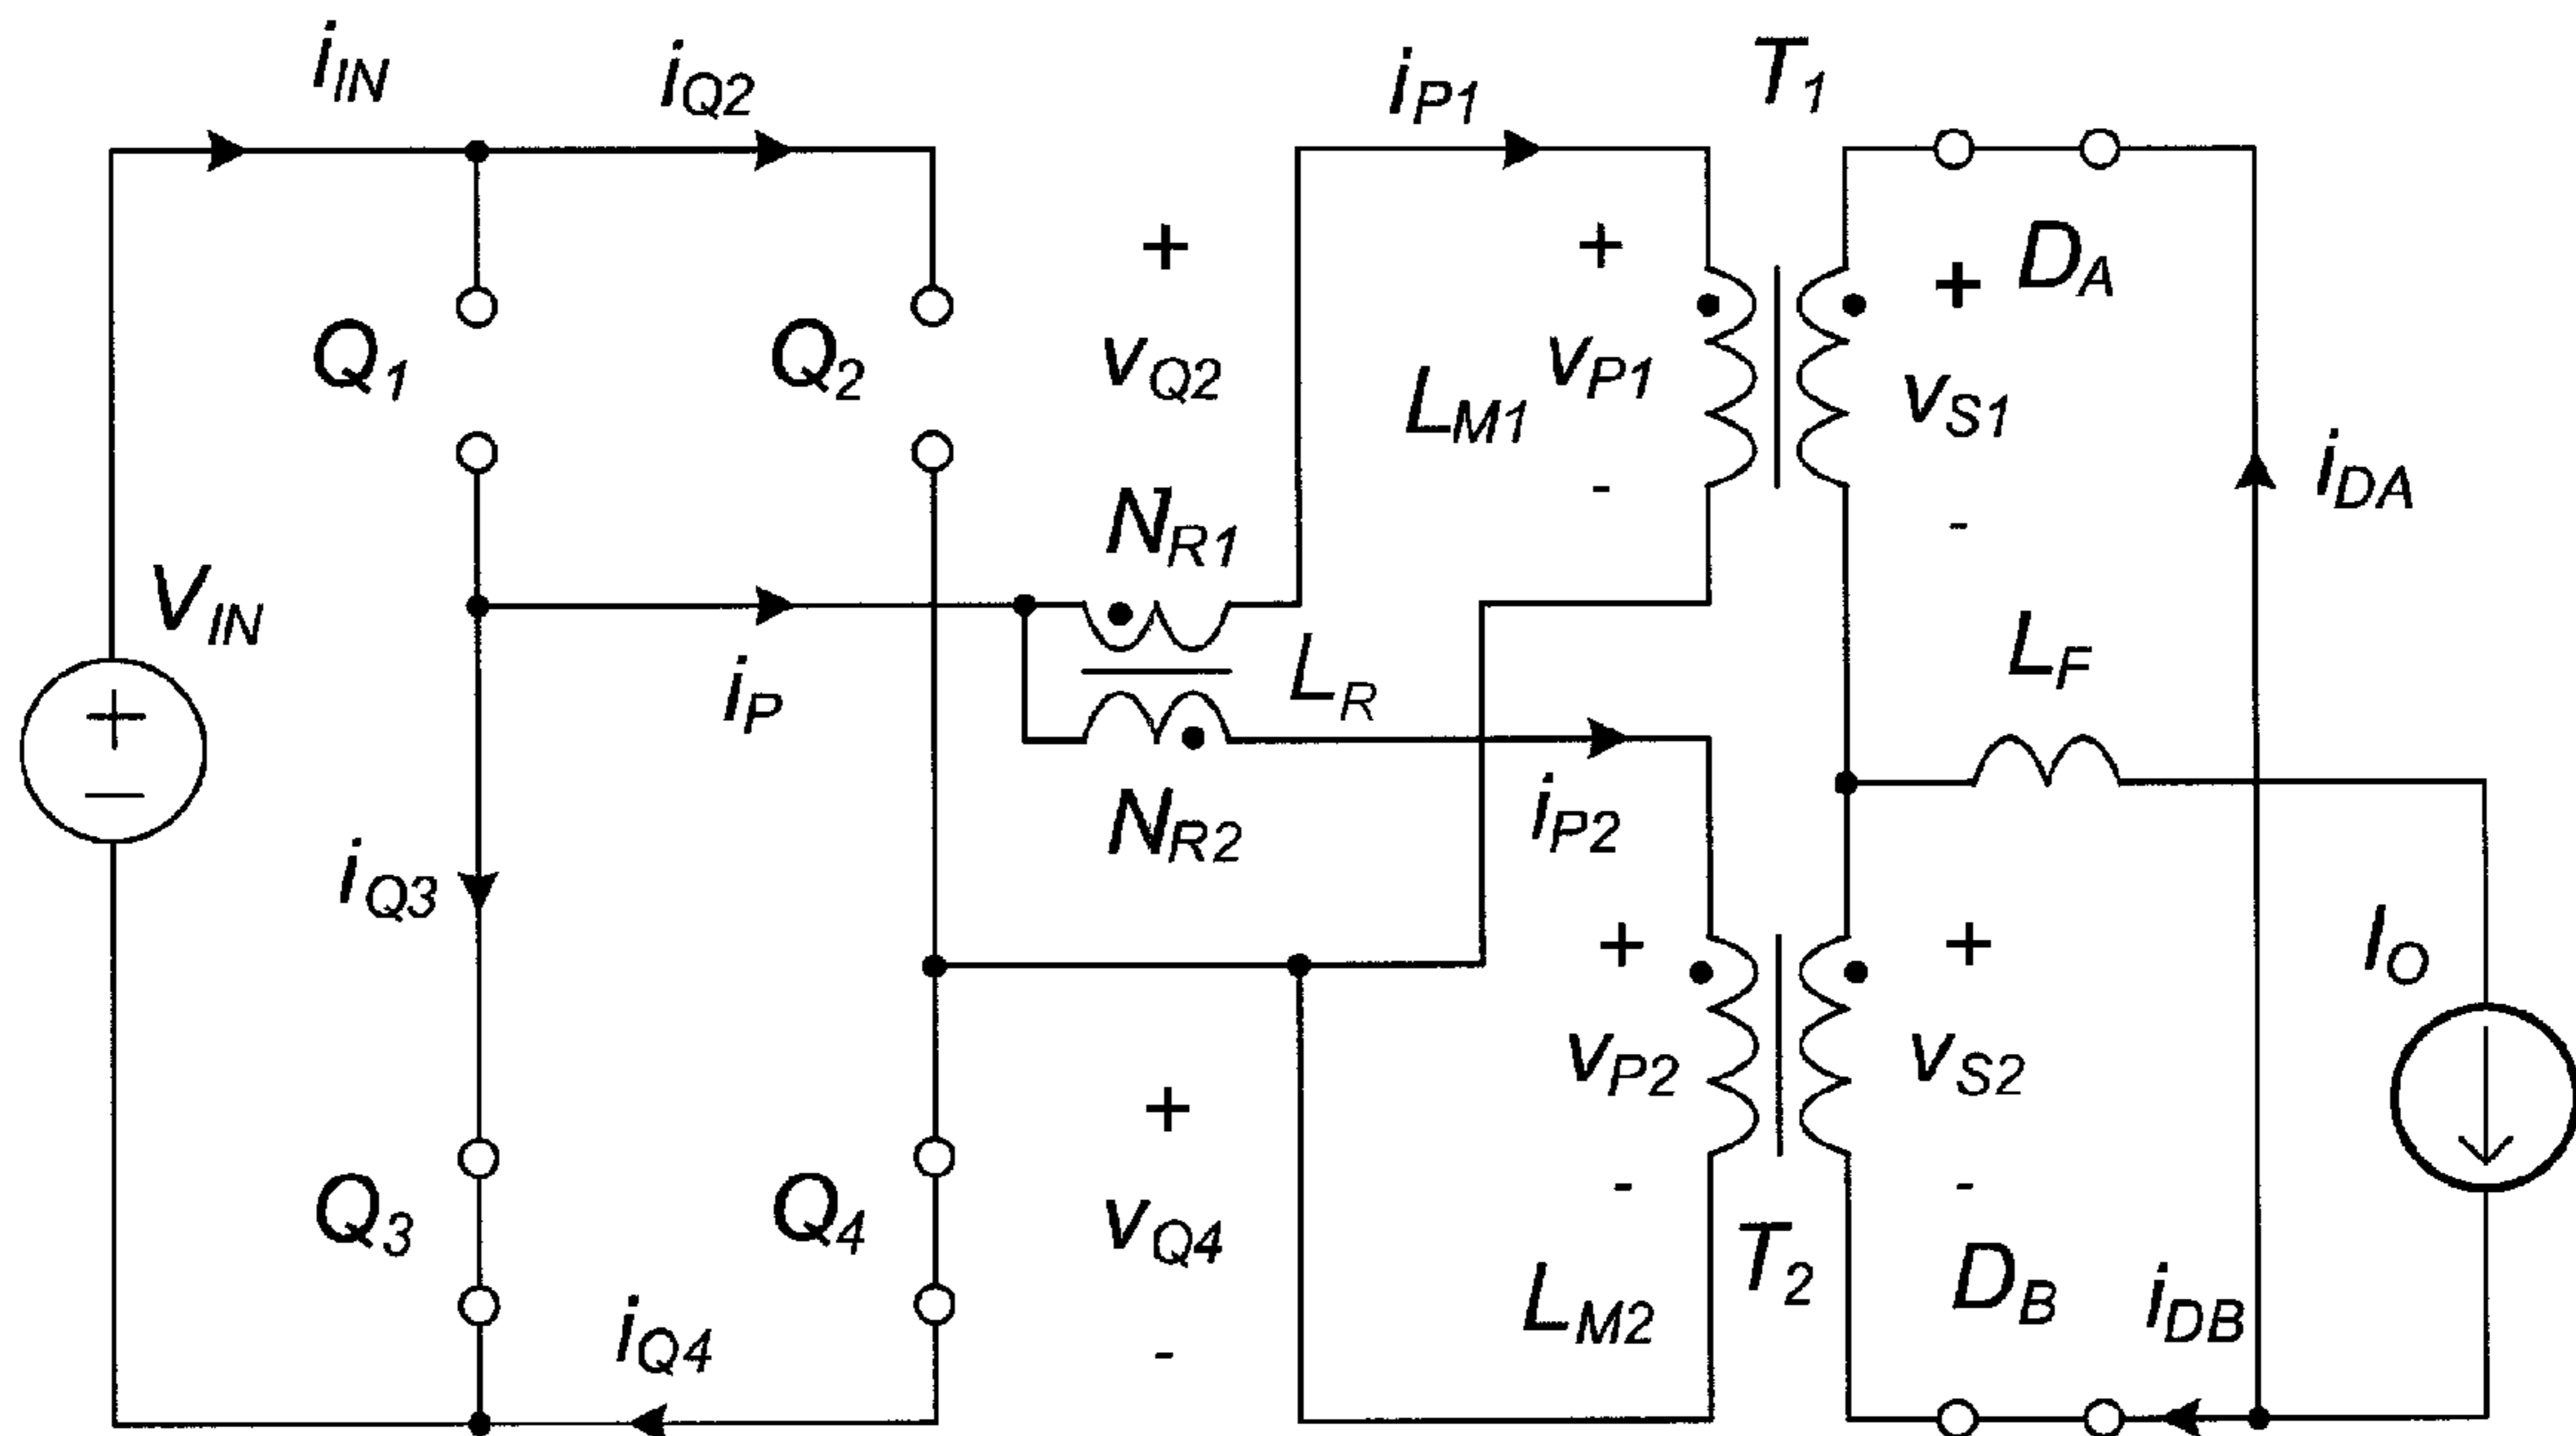 i_IN
i_Q2
i_P1
T_1
+
+
+
D_A
Q_1
Q_2
v_Q2
L_M1
v_P1
v_S1
-
-
i_DA
N_R1
V_IN
L_R
L_F
i_P
+
−
N_R2
i_P2
i_Q3
+
+
I_O
v_P2
v_S2
+
Q_3
Q_4
v_Q4
-
-
T_2
D_B
i_DB
L_M2
i_Q4
-